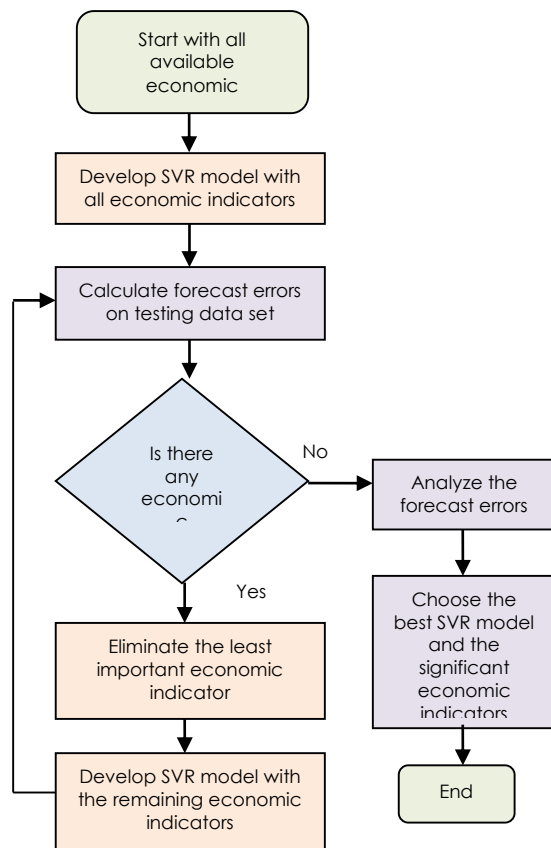 Start with all
available
economic
Develop SVR model with
all economic indicators
Calculate forecast errors
on testing data set
Is there
any
economi
No
Yes
Analyze the
forecast errors
Eliminate the least
important economic
indicator
Choose the
best SVR model
and the
significant
economic
indicators
Develop SVR model with
the remaining economic
indicators
End